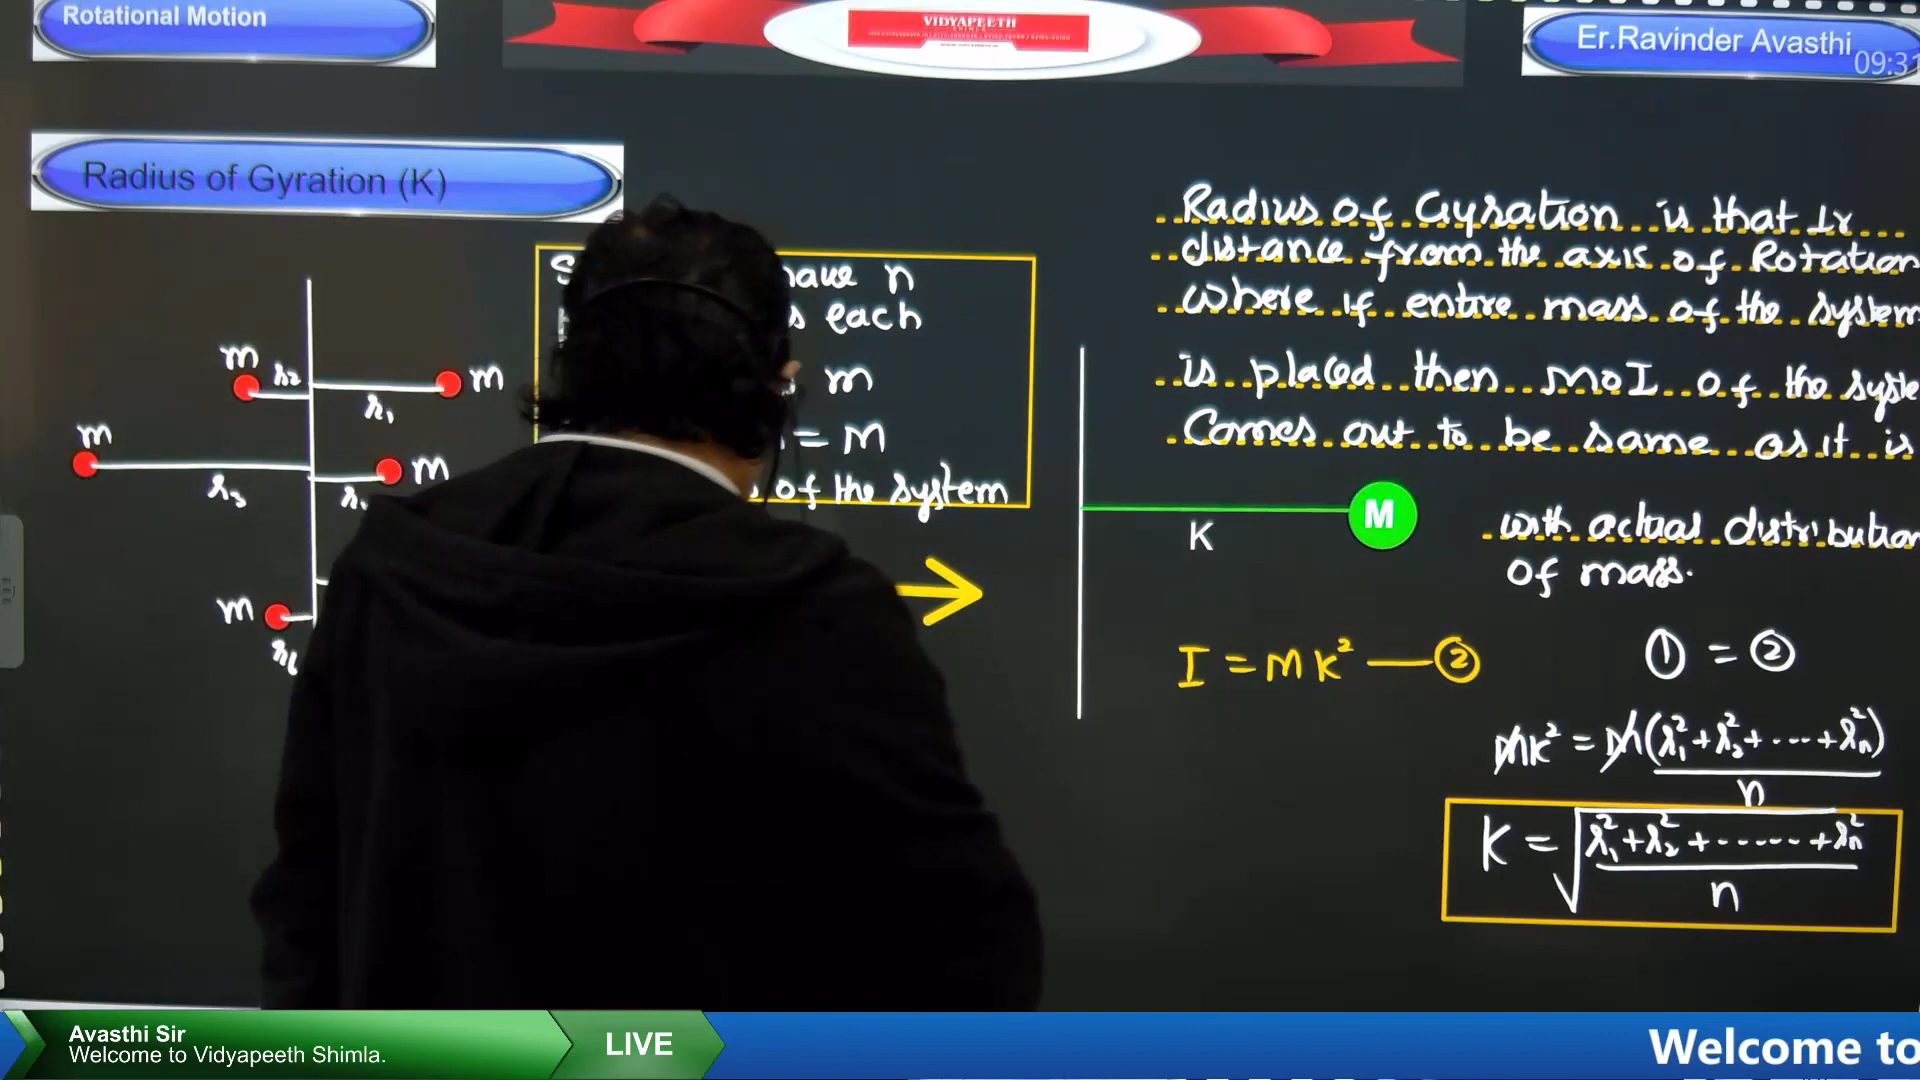 Rotational Motion
VIDYAPEETH
SHIMLA
Er.Ravinder Avasthi
09:31
Radius of Gyration (K)
Radius of Gyration is that Lr
distance from the axis of Rotation
where if entire mass of the system
is placed then MOI of the syste
Comes out to be same as it is
with actual distribution
of mass.
have n
each
m
= M
of the system
m r2 r1 m
m r3 m
m
M
K
I = MK² — ②
① = ②
MK² = M(r1²+r2²+----+rn²)
n
K = √r1²+r2²+------+rn²
n
Avasthi Sir
Welcome to Vidyapeeth Shimla.
LIVE
Welcome to